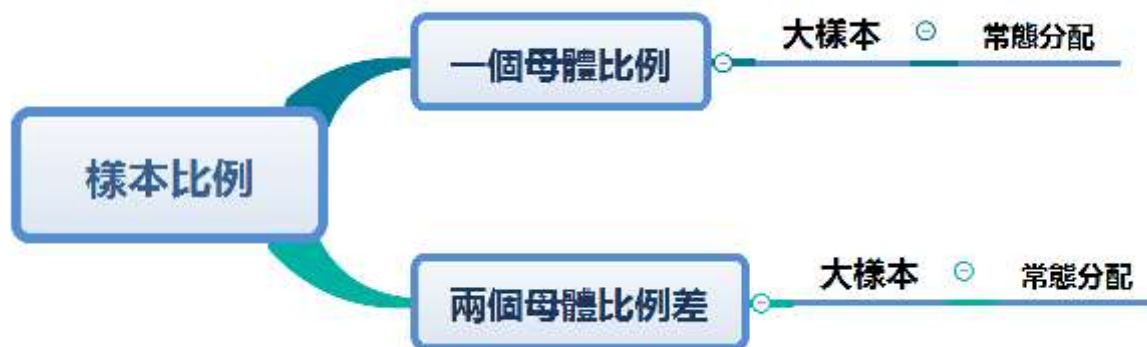 樣本比例
一個母體比例
大樣本
常態分配
兩個母體比例差
大樣本
常態分配